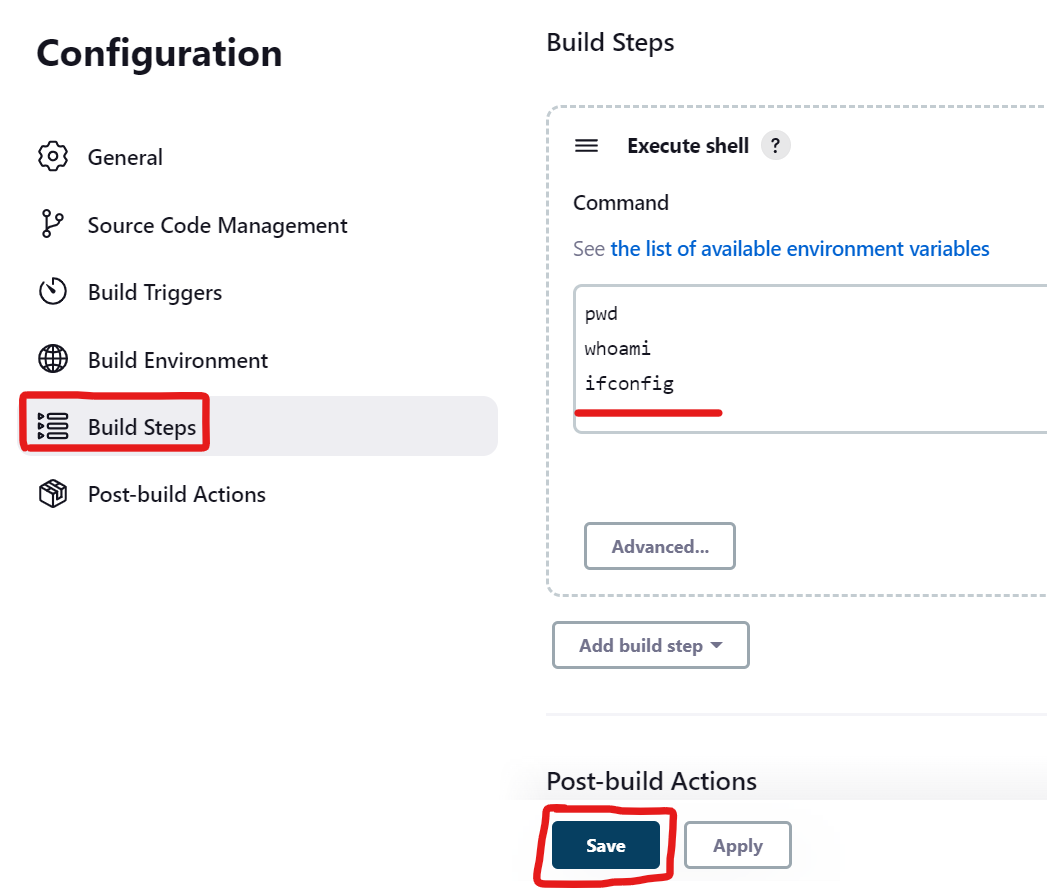 Configuration
General
Source Code Management
Build Triggers
Build Environment
Build Steps
Post-build Actions
Build Steps
Execute shell ?
Command
See the list of available environment variables
pwd
whoami
ifconfig
Advanced...
Add build step
Post-build Actions
Save Apply